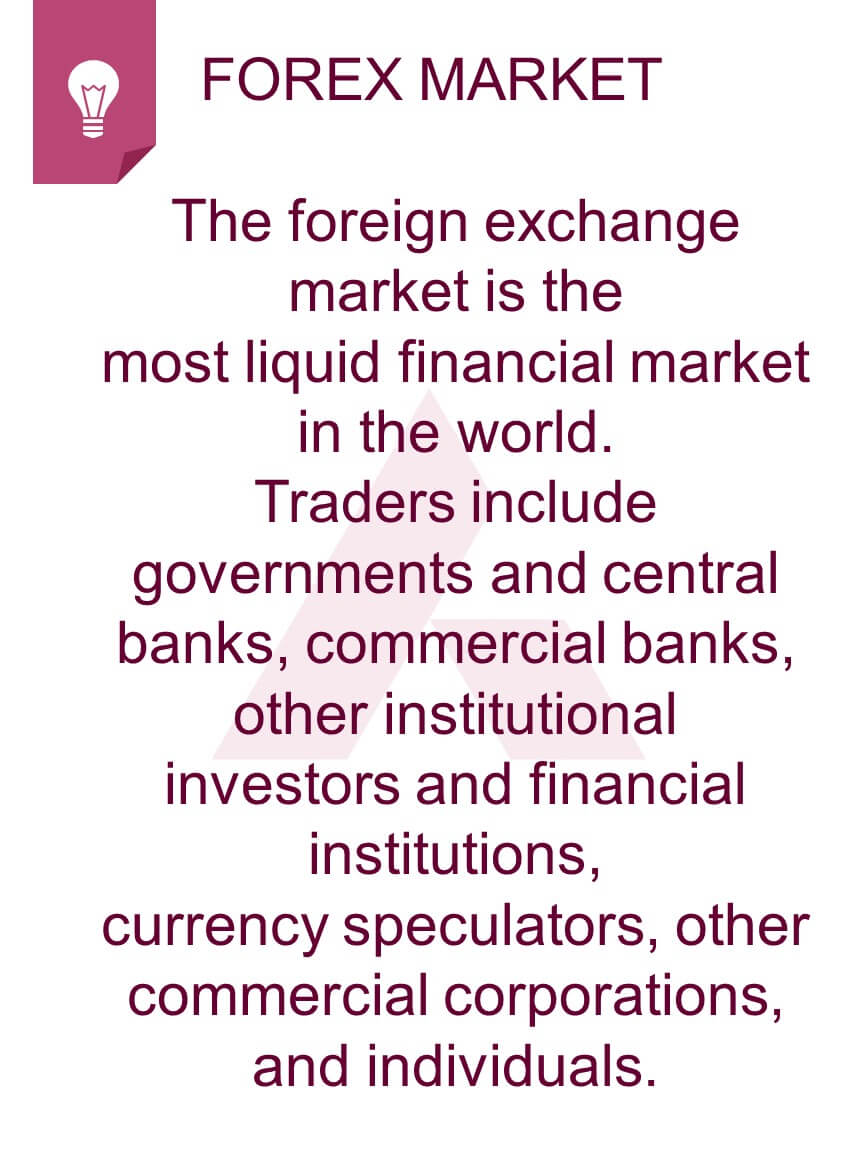 FOREX MARKET
The foreign exchange
market is the
most liquid financial market
in the world.
Traders include
governments and central
banks, commercial banks,
other institutional
investors and financial
institutions,
currency speculators, other
commercial corporations,
and individuals.